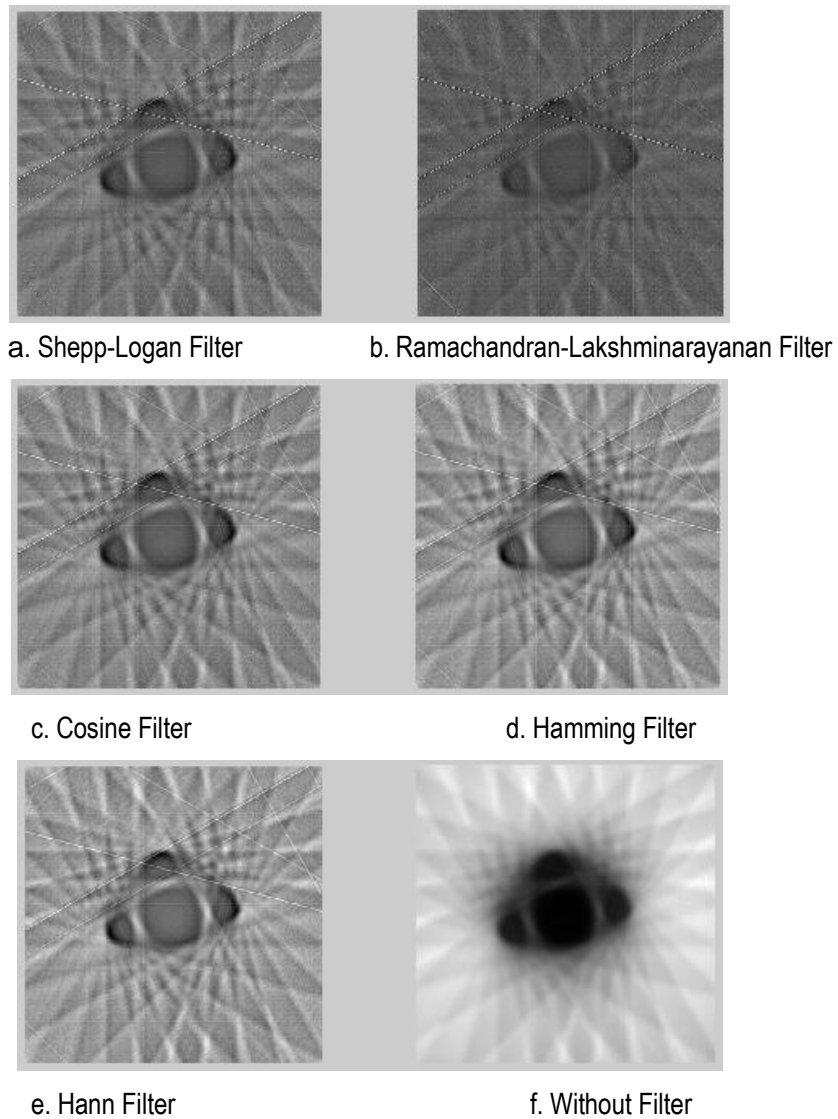 a. Shepp-Logan Filter
b. Ramachandran-Lakshminarayanan Filter
c. Cosine Filter
d. Hamming Filter
e. Hann Filter
f. Without Filter